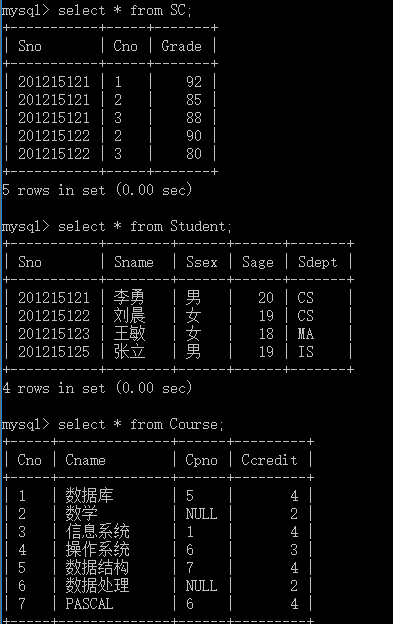 mysql> select * from SC;
+-----------+-----+-------+
| Sno       | Cno | Grade |
+-----------+-----+-------+
| 201215121 | 1   |    92 |
| 201215121 | 2   |    85 |
| 201215121 | 3   |    88 |
| 201215122 | 2   |    90 |
| 201215122 | 3   |    80 |
+-----------+-----+-------+
5 rows in set (0.00 sec)
mysql> select * from Student;
+-----------+-------+------+------+-------+
| Sno       | Sname | Ssex | Sage | Sdept |
+-----------+-------+------+------+-------+
| 201215121 | 李勇  | 男   |   20 | CS    |
| 201215122 | 刘晨  | 女   |   19 | CS    |
| 201215123 | 王敏  | 女   |   18 | MA    |
| 201215125 | 张立  | 男   |   19 | IS    |
+-----------+-------+------+------+-------+
4 rows in set (0.00 sec)
mysql> select * from Course;
+-----+--------------+------+---------+
| Cno | Cname        | Cpno | Ccredit |
+-----+--------------+------+---------+
| 1   | 数据库       | 5    |       4 |
| 2   | 数学         | NULL |       2 |
| 3   | 信息系统     | 1    |       4 |
| 4   | 操作系统     | 6    |       3 |
| 5   | 数据结构     | 7    |       4 |
| 6   | 数据处理     | NULL |       2 |
| 7   | PASCAL       | 6    |       4 |
+-----+--------------+------+---------+